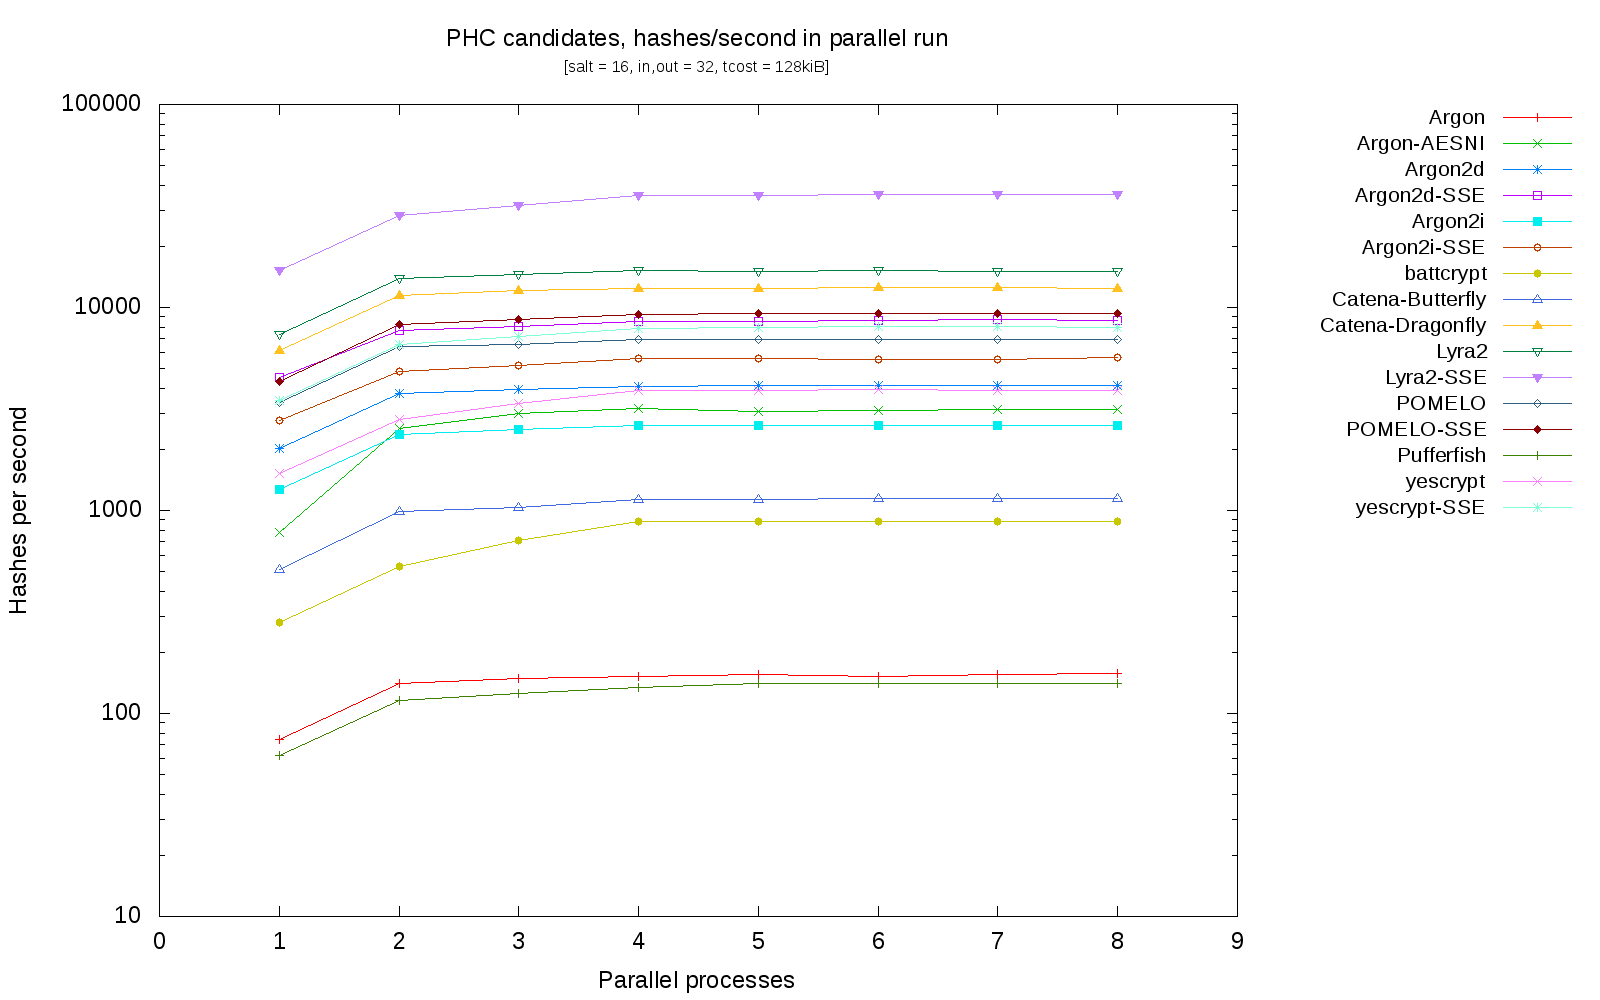 PHC candidates, hashes/second in parallel run
[salt = 16, in,out = 32, tcost = 128kiB]
100000
10000
1000
100
10
Hashes per second
0 1 2 3 4 5 6 7 8 9
Parallel processes
Argon
Argon-AESNI
Argon2d
Argon2d-SSE
Argon2i
Argon2i-SSE
battcrypt
Catena-Butterfly
Catena-Dragonfly
Lyra2
Lyra2-SSE
POMELO
POMELO-SSE
Pufferfish
yescrypt
yescrypt-SSE